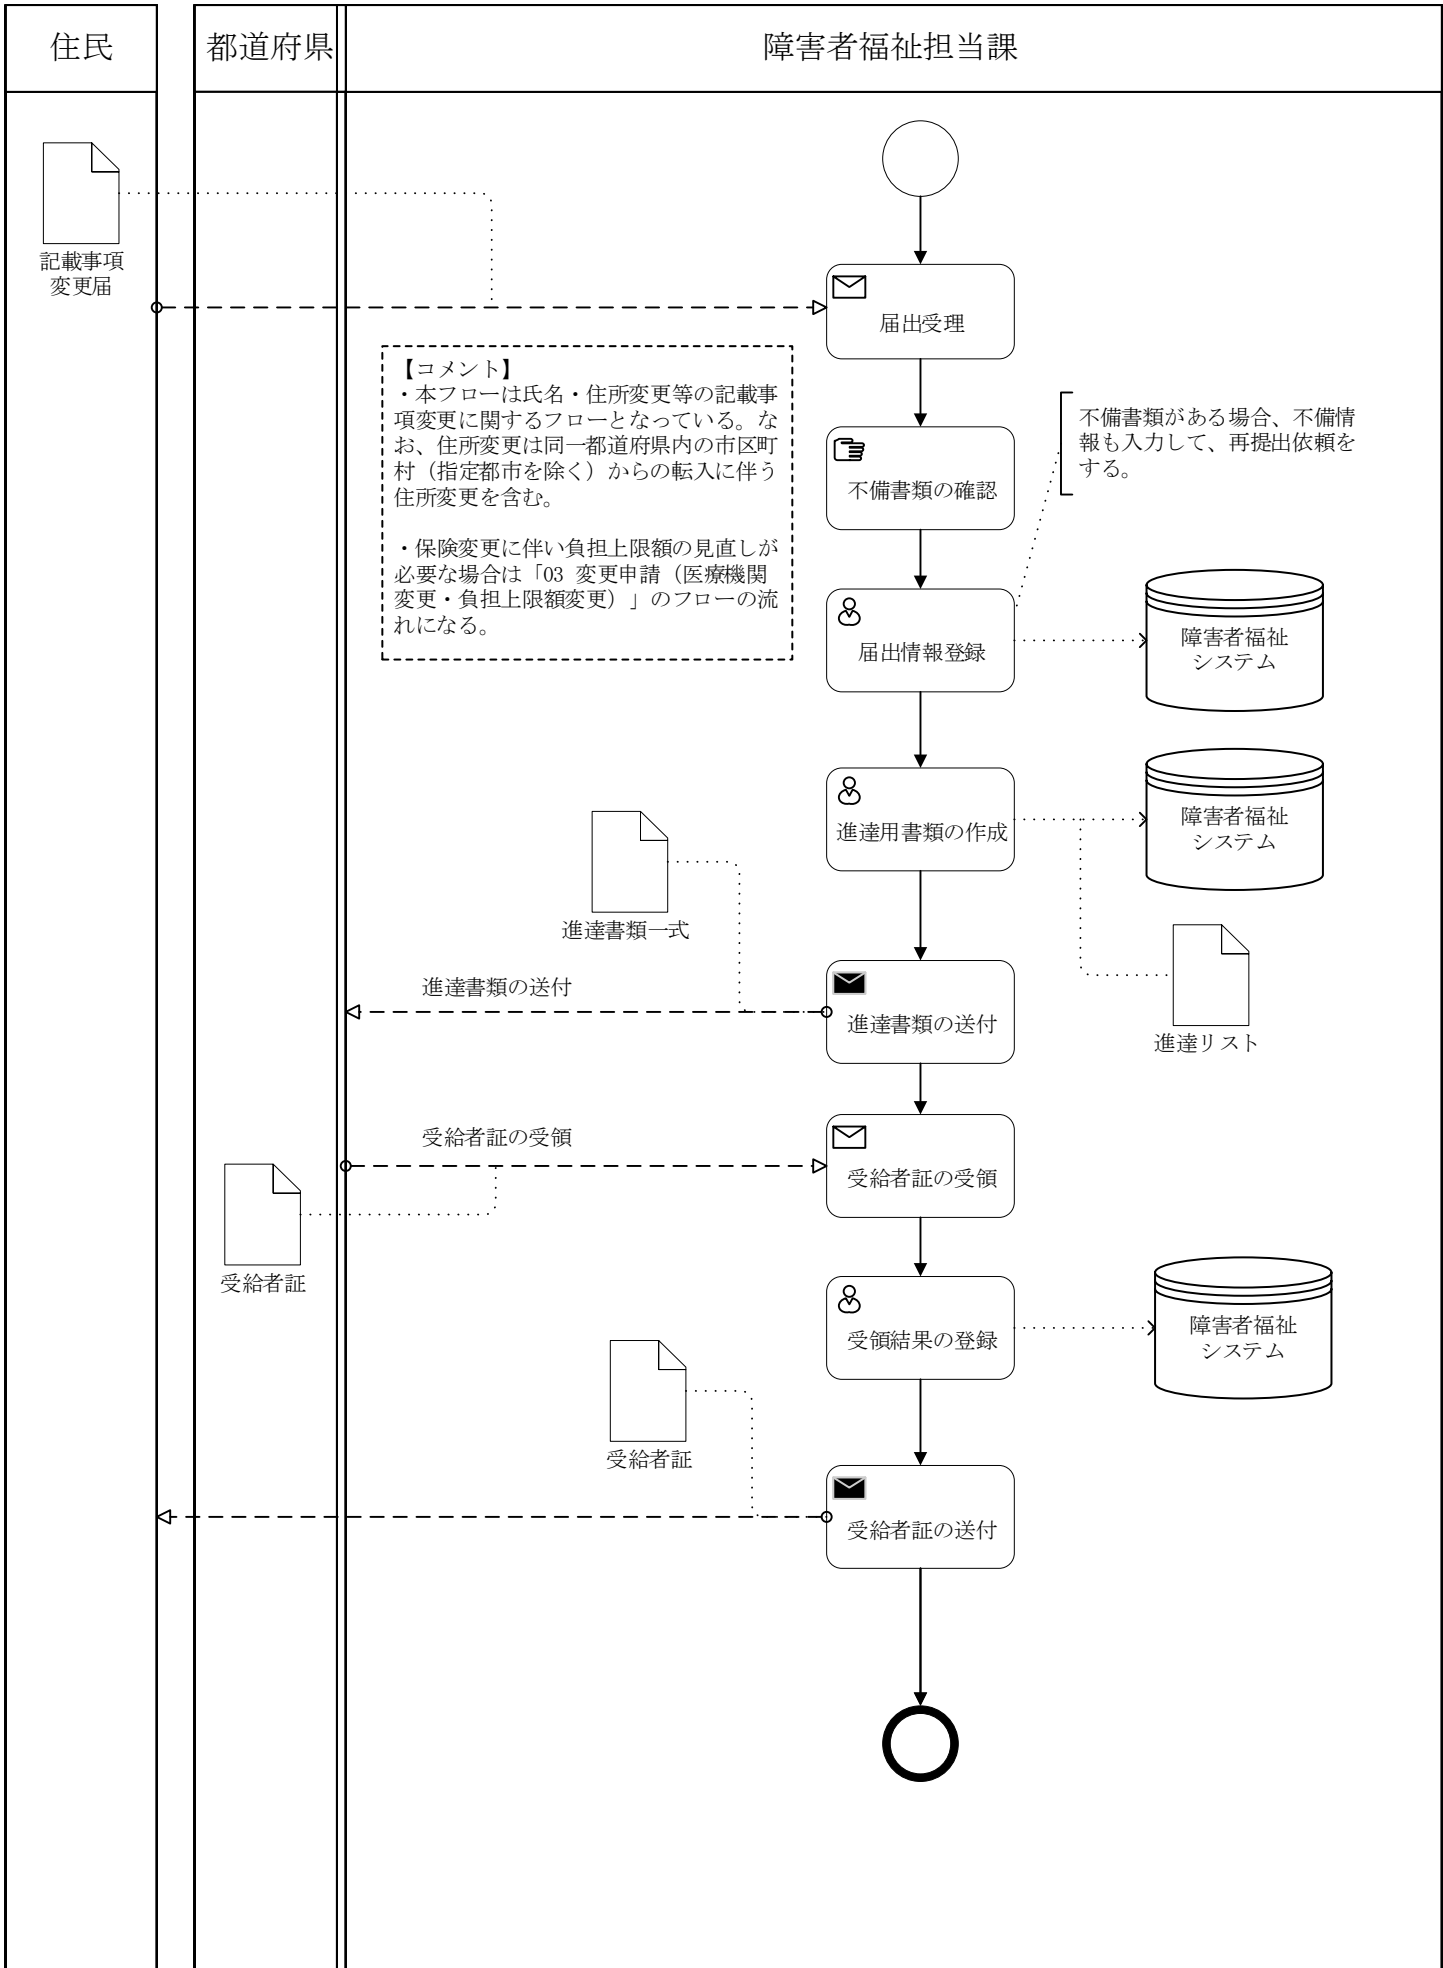 住民
都道府県
障害者福祉担当課
記載事項
変更届
届出受理
【コメント】
・本フローは氏名・住所変更等の記載事
項変更に関するフローとなっている。な
お、住所変更は同一都道府県内の市区町
村（指定都市を除く）からの転入に伴う
住所変更を含む。
・保険変更に伴い負担上限額の見直しが
必要な場合は「03 変更申請（医療機関
変更・負担上限額変更）」のフローの流
れになる。
不備書類がある場合、不備情
報も入力して、再提出依頼を
する。
不備書類の確認
届出情報登録
障害者福祉
システム
進達用書類の作成
障害者福祉
システム
進達書類一式
進達書類の送付
進達書類の送付
進達リスト
受給者証の受領
受給者証の受領
受給者証
受領結果の登録
障害者福祉
システム
受給者証
受給者証の送付